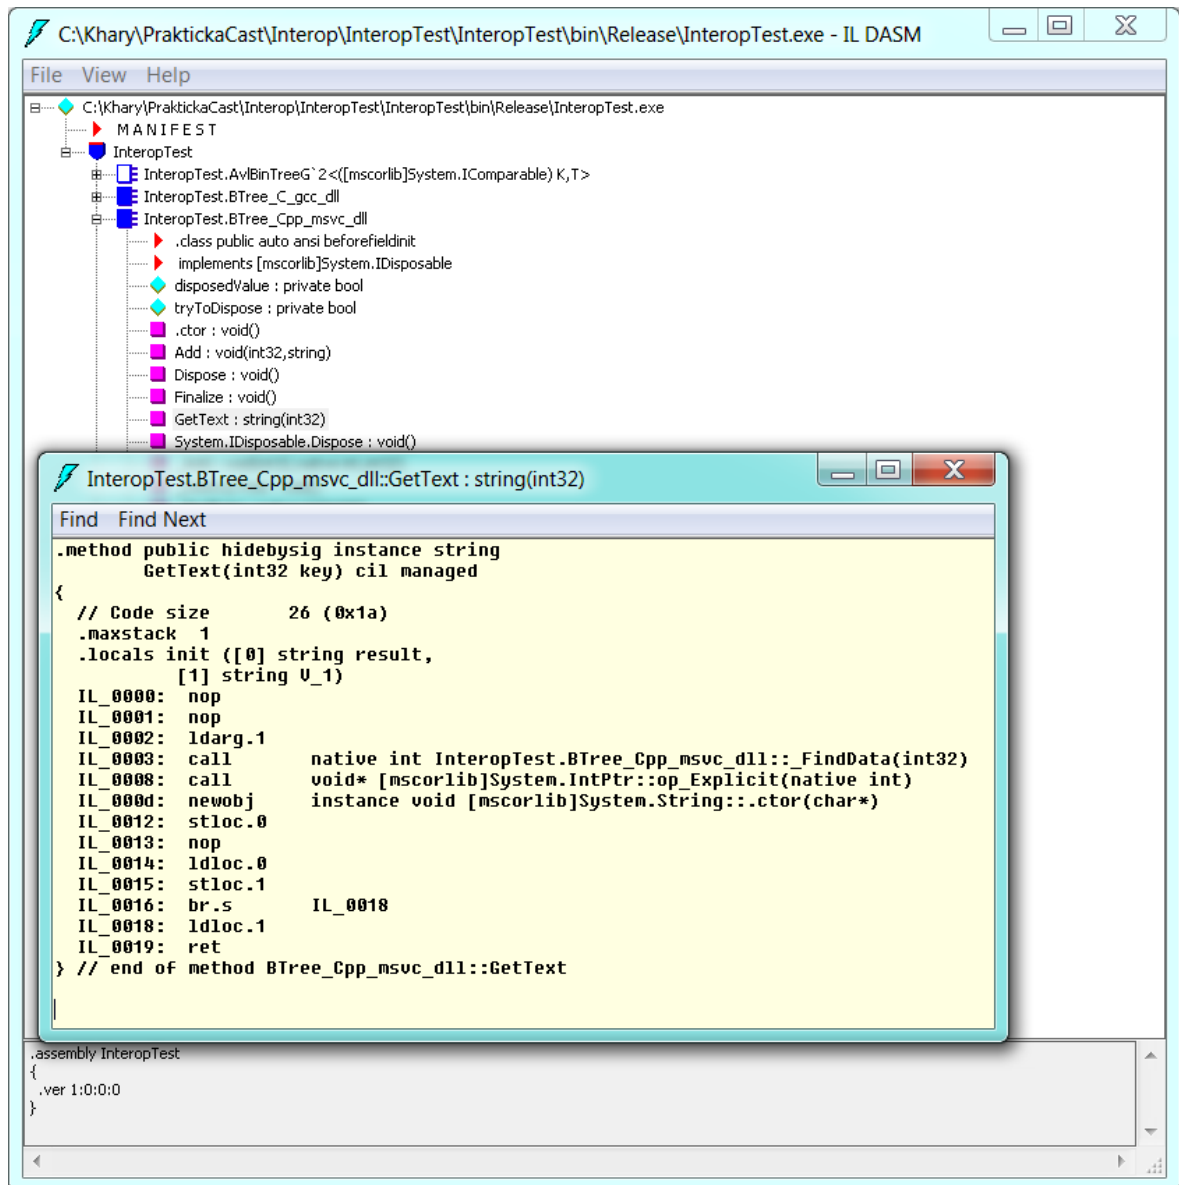 C:\Khary\PraktickaCast\Interop\InteropTest\InteropTest\bin\Release\InteropTest.exe - IL DASM
File View Help
C:\Khary\PraktickaCast\Interop\InteropTest\InteropTest\bin\Release\InteropTest.exe
M A N I F E S T
InteropTest
InteropTest.AvlBinTreeG`2<([mscorlib]System.IComparable) K,T>
InteropTest.BTree_C_gcc_dll
InteropTest.BTree_Cpp_msvc_dll
.class public auto ansi beforefieldinit
implements [mscorlib]System.IDisposable
disposedValue : private bool
tryToDispose : private bool
.ctor : void()
Add : void(int32,string)
Dispose : void()
Finalize : void()
GetText : string(int32)
System.IDisposable.Dispose : void()
InteropTest.BTree_Cpp_msvc_dll::GetText : string(int32)
Find Find Next
.method public hidebysig instance string
GetText(int32 key) cil managed
{
// Code size 26 (0x1a)
.maxstack 1
.locals init ([0] string result,
[1] string V_1)
IL_0000: nop
IL_0001: nop
IL_0002: ldarg.1
IL_0003: call native int InteropTest.BTree_Cpp_msvc_dll::_FindData(int32)
IL_0008: call void* [mscorlib]System.IntPtr::op_Explicit(native int)
IL_000d: newobj instance void [mscorlib]System.String::.ctor(char*)
IL_0012: stloc.0
IL_0013: nop
IL_0014: ldloc.0
IL_0015: stloc.1
IL_0016: br.s IL_0018
IL_0018: ldloc.1
IL_0019: ret
} // end of method BTree_Cpp_msvc_dll::GetText
.assembly InteropTest
{
.ver 1:0:0:0
}